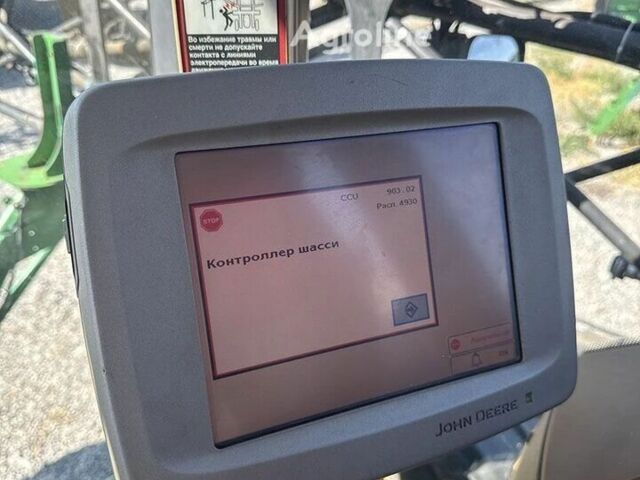 Во избежание травмы или
смерти не допускайте
контакта с линиями
электропередачи во время
Agroline
CCU 903.02
Расп. 4930
STOP
Контроллер шасси
JOHN DEERE